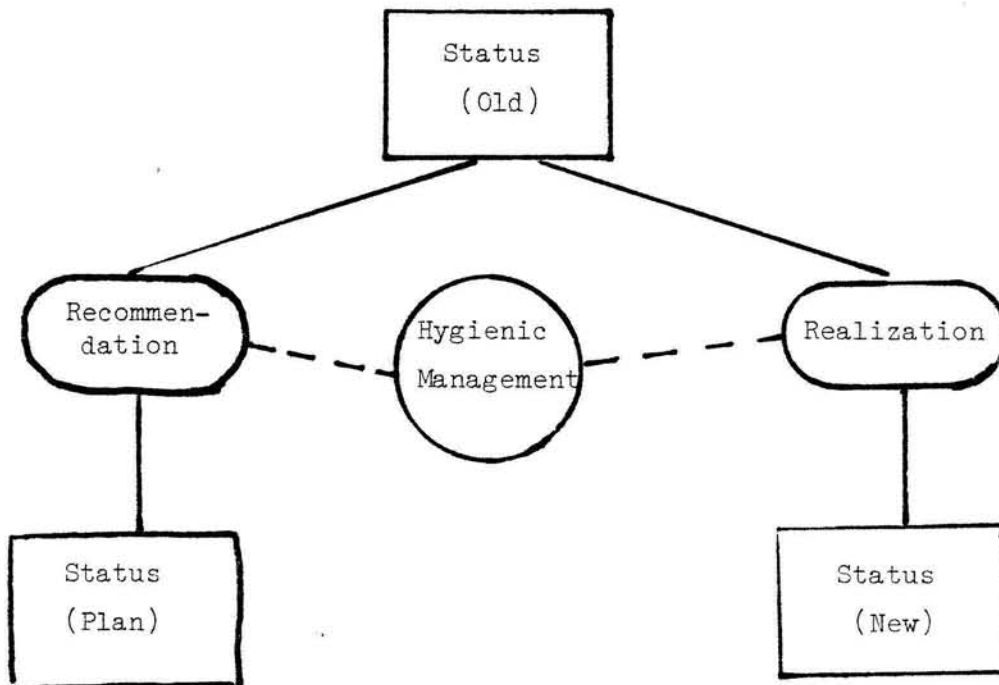 Status
(Old)
Recommen-
dation
Hygienic
Management
Realization
Status
(Plan)
Status
(New)